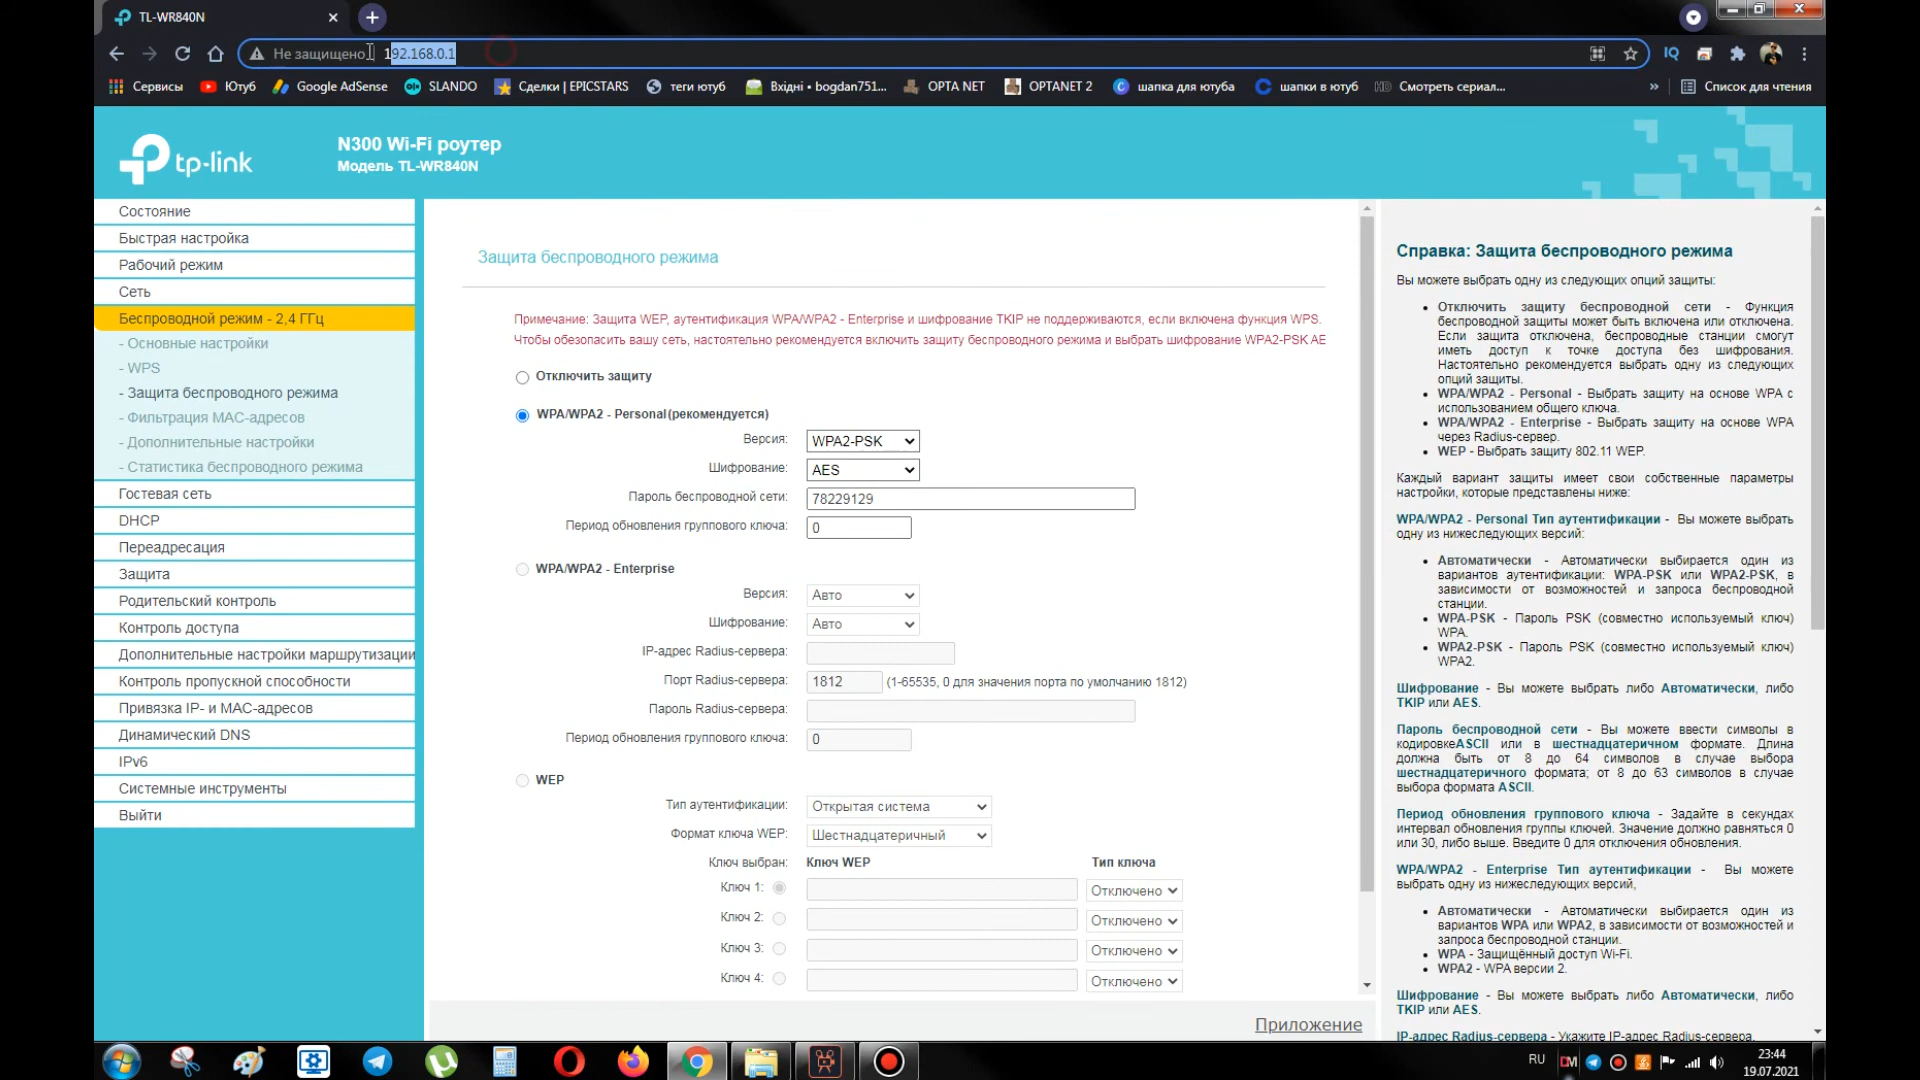 TL-WR840N
Не защищено
192.168.0.1
IQ
Сервисы
Ютуб
Google AdSense
SLANDO
Сделки | EPICSTARS
теги ютуб
Вхідні • bogdan751...
ОРТА NET
OPTANET 2
шапка для ютуба
шапки в ютуб
HD Смотреть сериал...
»
Список для чтения
tp-link
N300 Wi-Fi роутер
Модель TL-WR840N
Состояние
Быстрая настройка
Рабочий режим
Сеть
Беспроводной режим - 2,4 ГГц
- Основные настройки
- WPS
- Защита беспроводного режима
- Фильтрация MAC-адресов
- Дополнительные настройки
- Статистика беспроводного режима
Гостевая сеть
DHCP
Переадресация
Защита
Родительский контроль
Контроль доступа
Дополнительные настройки маршрутизации
Контроль пропускной способности
Привязка IP- и MAC-адресов
Динамический DNS
IPv6
Системные инструменты
Выйти
Защита беспроводного режима
Примечание: Защита WEP, аутентификация WPA/WPA2 - Enterprise и шифрование TKIP не поддерживаются, если включена функция WPS.
Чтобы обезопасить вашу сеть, настоятельно рекомендуется включить защиту беспроводного режима и выбрать шифрование WPA2-PSK AE
Отключить защиту
WPA/WPA2 - Personal(рекомендуется)
Версия: WPA2-PSK
Шифрование: AES
Пароль беспроводной сети: 78229129
Период обновления группового ключа: 0
WPA/WPA2 - Enterprise
Версия: Авто
Шифрование: Авто
IP-адрес Radius-сервера:
Порт Radius-сервера: 1812 (1-65535, 0 для значения порта по умолчанию 1812)
Пароль Radius-сервера:
Период обновления группового ключа: 0
WEP
Тип аутентификации: Открытая система
Формат ключа WEP: Шестнадцатеричный
Ключ выбран: Ключ WEP Тип ключа
Ключ 1: Отключено
Ключ 2: Отключено
Ключ 3: Отключено
Ключ 4: Отключено
Приложение
Справка: Защита беспроводного режима
Вы можете выбрать одну из следующих опций защиты:
• Отключить защиту беспроводной сети - Функция
беспроводной защиты может быть включена или отключена.
Если защита отключена, беспроводные станции смогут
иметь доступ к точке доступа без шифрования.
Настоятельно рекомендуется выбрать одну из следующих
опций защиты.
• WPA/WPA2 - Personal - Выбрать защиту на основе WPA с
использованием общего ключа.
• WPA/WPA2 - Enterprise - Выбрать защиту на основе WPA
через Radius-сервер.
• WEP - Выбрать защиту 802.11 WEP.
Каждый вариант защиты имеет свои собственные параметры
настройки, которые представлены ниже:
WPA/WPA2 - Personal Тип аутентификации - Вы можете выбрать
одну из нижеследующих версий:
• Автоматически - Автоматически выбирается один из
вариантов аутентификации: WPA-PSK или WPA2-PSK, в
зависимости от возможностей и запроса беспроводной
станции.
• WPA-PSK - Пароль PSK (совместно используемый ключ)
WPA.
• WPA2-PSK - Пароль PSK (совместно используемый ключ)
WPA2.
Шифрование - Вы можете выбрать либо Автоматически, либо
TKIP или AES.
Пароль беспроводной сети - Вы можете ввести символы в
кодировкеASCII или в шестнадцатеричном формате. Длина
должна быть от 8 до 64 символов в случае выбора
шестнадцатеричного формата; от 8 до 63 символов в случае
выбора формата ASCII.
Период обновления группового ключа - Задайте в секундах
интервал обновления группы ключей. Значение должно равняться 0
или 30, либо выше. Введите 0 для отключения обновления.
WPA/WPA2 - Enterprise Тип аутентификации - Вы можете
выбрать одну из нижеследующих версий,
• Автоматически - Автоматически выбирается один из
вариантов WPA или WPA2, в зависимости от возможностей и
запроса беспроводной станции.
• WPA - Защищённый доступ Wi-Fi.
• WPA2 - WPA версии 2.
Шифрование - Вы можете выбрать либо Автоматически, либо
TKIP или AES.
IP-адрес Radius-сервера - Укажите IP-адрес Radius-сервера.
RU
23:44
19.07.2021